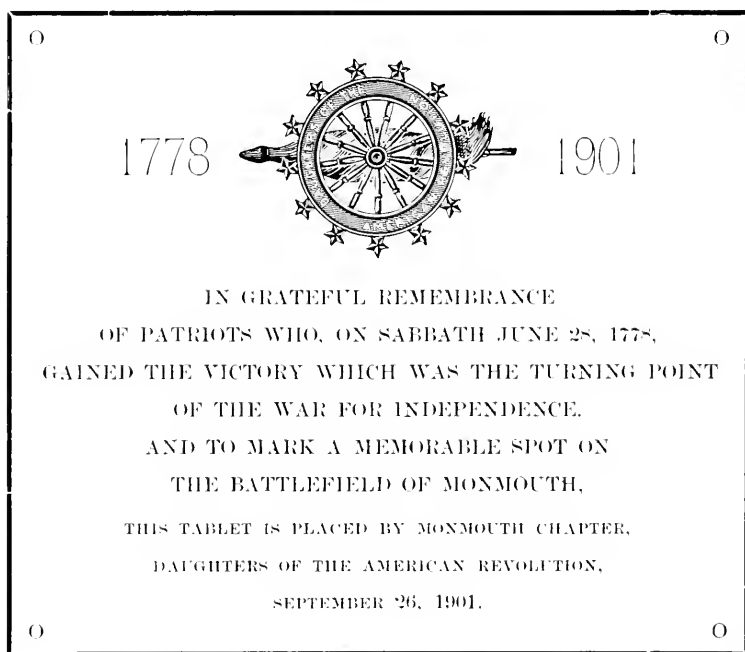 1778 1901
IN GRATEFUL REMEMBRANCE
OF PATRIOTS WHO, ON SABBATH JUNE 28, 1778,
GAINED THE VICTORY WHICH WAS THE TURNING POINT
OF THE WAR FOR INDEPENDENCE.
AND TO MARK A MEMORABLE SPOT ON
THE BATTLEFIELD OF MONMOUTH,
THIS TABLET IS PLACED BY MONMOUTH CHAPTER,
DAUGHTERS OF THE AMERICAN REVOLUTION,
SEPTEMBER 26, 1901.